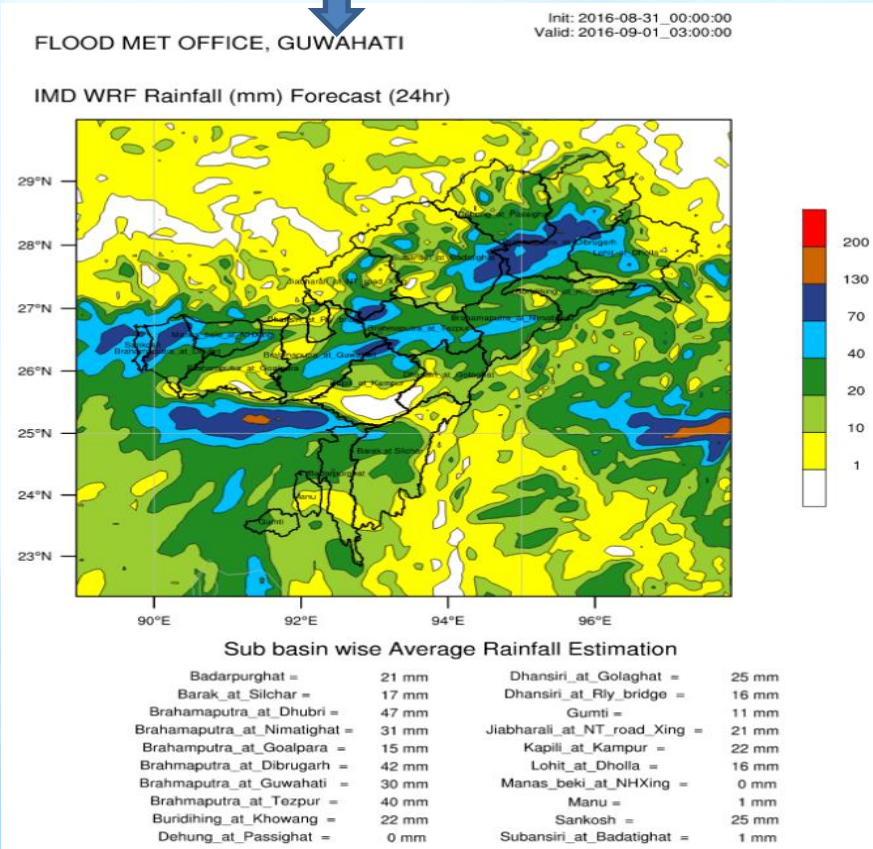 Init: 2016-08-31_00:00:00
Valid: 2016-09-01_03:00:00
FLOOD MET OFFICE, GUWAHATI
IMD WRF Rainfall (mm) Forecast (24hr)
29°N
28°N
27°N
26°N
25°N
24°N
23°N
90°E
92°E
94°E
96°E
Lohit_at_Dholla
Brahmaputra_at_Tezpur
Barak at Silchar
Gumti
200
130
70
40
20
10
1
Sub basin wise Average Rainfall Estimation
Badarpurghat = 21 mm
Barak_at_Silchar = 17 mm
Brahamaputra_at_Dhubri = 47 mm
Brahamaputra_at_Nimatighat = 31 mm
Brahamputra_at_Goalpara = 15 mm
Brahmaputra_at_Dibrugarh = 42 mm
Brahmaputra_at_Guwahati = 30 mm
Brahmaputra_at_Tezpur = 40 mm
Buridihing_at_Khowang = 22 mm
Dehung_at_Passighat = 0 mm
Dhansiri_at_Golaghat = 25 mm
Dhansiri_at_Rly_bridge = 16 mm
Gumti = 11 mm
Jiabharali_at_NT_road_Xing = 21 mm
Kapili_at_Kampur = 22 mm
Lohit_at_Dholla = 16 mm
Manas_beki_at_NHXing = 0 mm
Manu = 1 mm
Sankosh = 25 mm
Subansiri_at_Badatighat = 1 mm